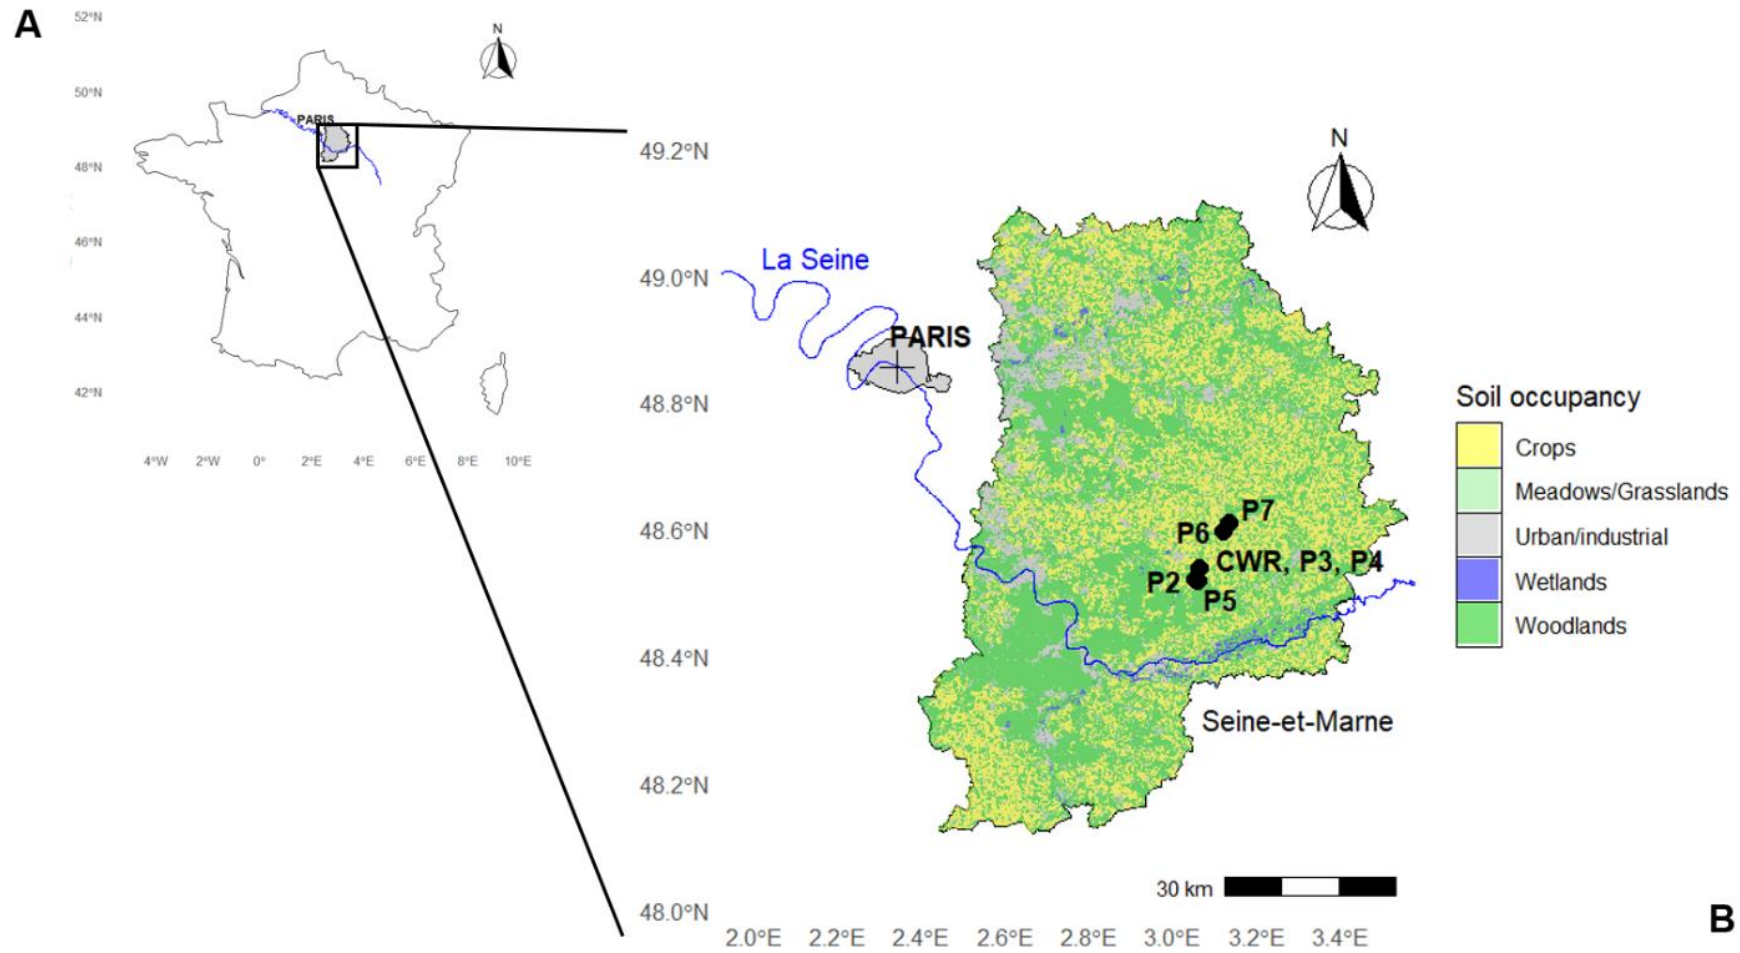 A
52°N
50°N
48°N
46°N
44°N
42°N
4°W 2°W 0° 2°E 4°E 6°E 8°E 10°E
N
PARIS
49.2°N
49.0°N
48.8°N
48.6°N
48.4°N
48.2°N
48.0°N
2.0°E 2.2°E 2.4°E 2.6°E 2.8°E 3.0°E 3.2°E 3.4°E
N
La Seine
PARIS
P7
P6
CWR, P3, P4
P2
P5
Seine-et-Marne
30 km
Soil occupancy
Crops
Meadows/Grasslands
Urban/industrial
Wetlands
Woodlands
B